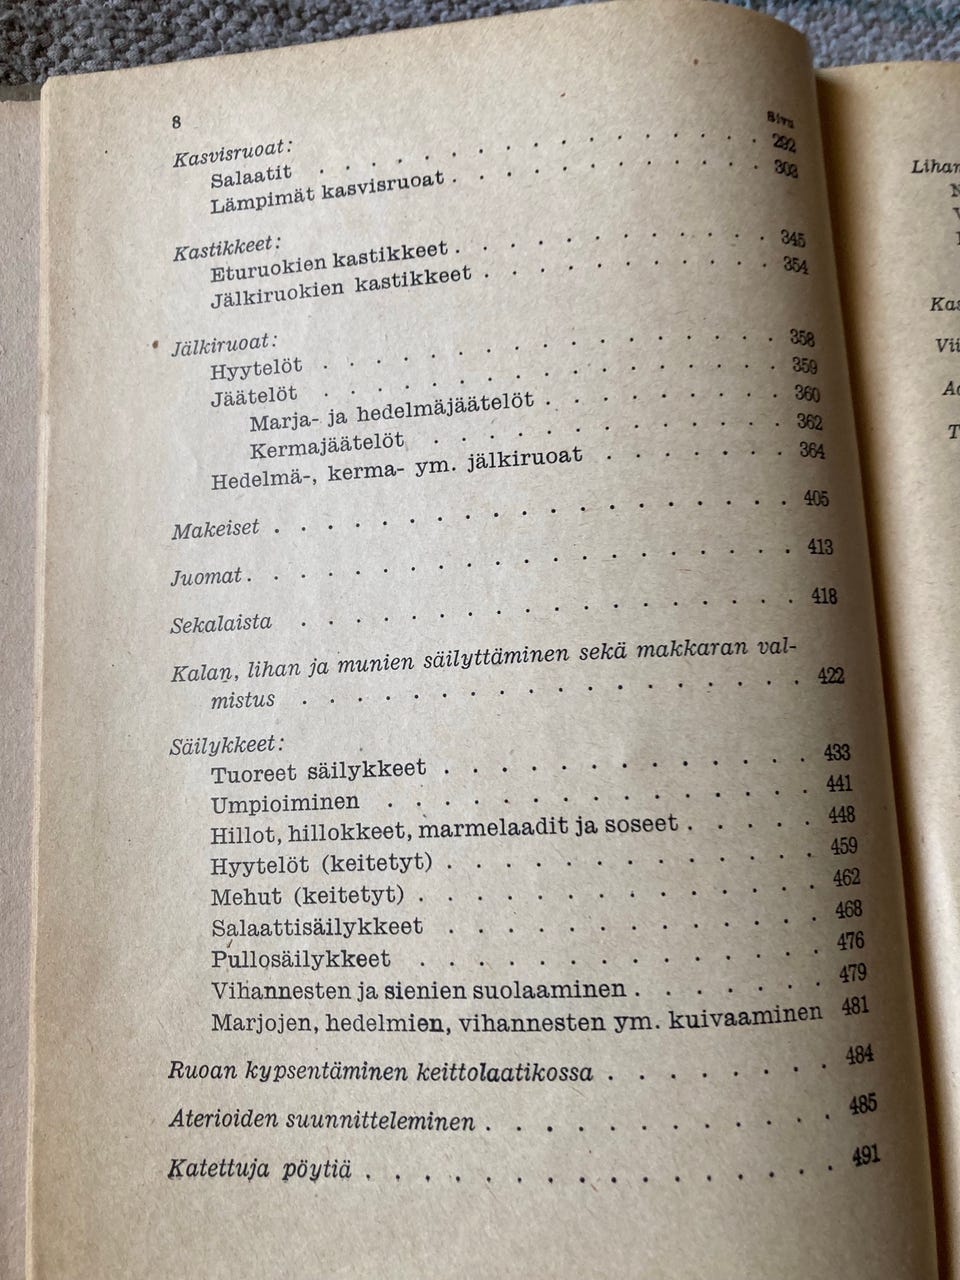 8
Sivu
Kasvisruoat:
Salaatit . . . . . . . . . . . . . . . . . 292
Lämpimät kasvisruoat . . . . . . . . . . . . 303
Kastikkeet:
Eturuokien kastikkeet . . . . . . . . . . . . 345
Jälkiruokien kastikkeet . . . . . . . . . . . 354
Jälkiruoat:
Hyytelöt . . . . . . . . . . . . . . . . . 358
Jäätelöt . . . . . . . . . . . . . . . . . 359
Marja- ja hedelmäjäätelöt . . . . . . . . . 360
Kermajäätelöt . . . . . . . . . . . . . 362
Hedelmä-, kerma- ym. jälkiruoat . . . . . . . 364
Makeiset . . . . . . . . . . . . . . . . . . . 405
Juomat . . . . . . . . . . . . . . . . . . . . 413
Sekalaista . . . . . . . . . . . . . . . . . . 418
Kalan, lihan ja munien säilyttäminen sekä makkaran val-
mistus . . . . . . . . . . . . . . . . . . 422
Säilykkeet:
Tuoreet säilykkeet . . . . . . . . . . . . . 433
Umpioiminen . . . . . . . . . . . . . . . 441
Hillot, hillokkeet, marmelaadit ja soseet . . . . . 448
Hyytelöt (keitetyt) . . . . . . . . . . . . . 459
Mehut (keitetyt) . . . . . . . . . . . . . . 462
Salaattisäilykkeet . . . . . . . . . . . . . 468
Pullosäilykkeet . . . . . . . . . . . . . . 476
Vihannesten ja sienien suolaaminen . . . . . . . 479
Marjojen, hedelmien, vihannesten ym. kuivaaminen 481
Ruoan kypsentäminen keittolaatikossa . . . . . . . . 484
Aterioiden suunnitteleminen . . . . . . . . . . . . 485
Katettuja pöytiä . . . . . . . . . . . . . . . . 491
Lihan
Kas
Vii